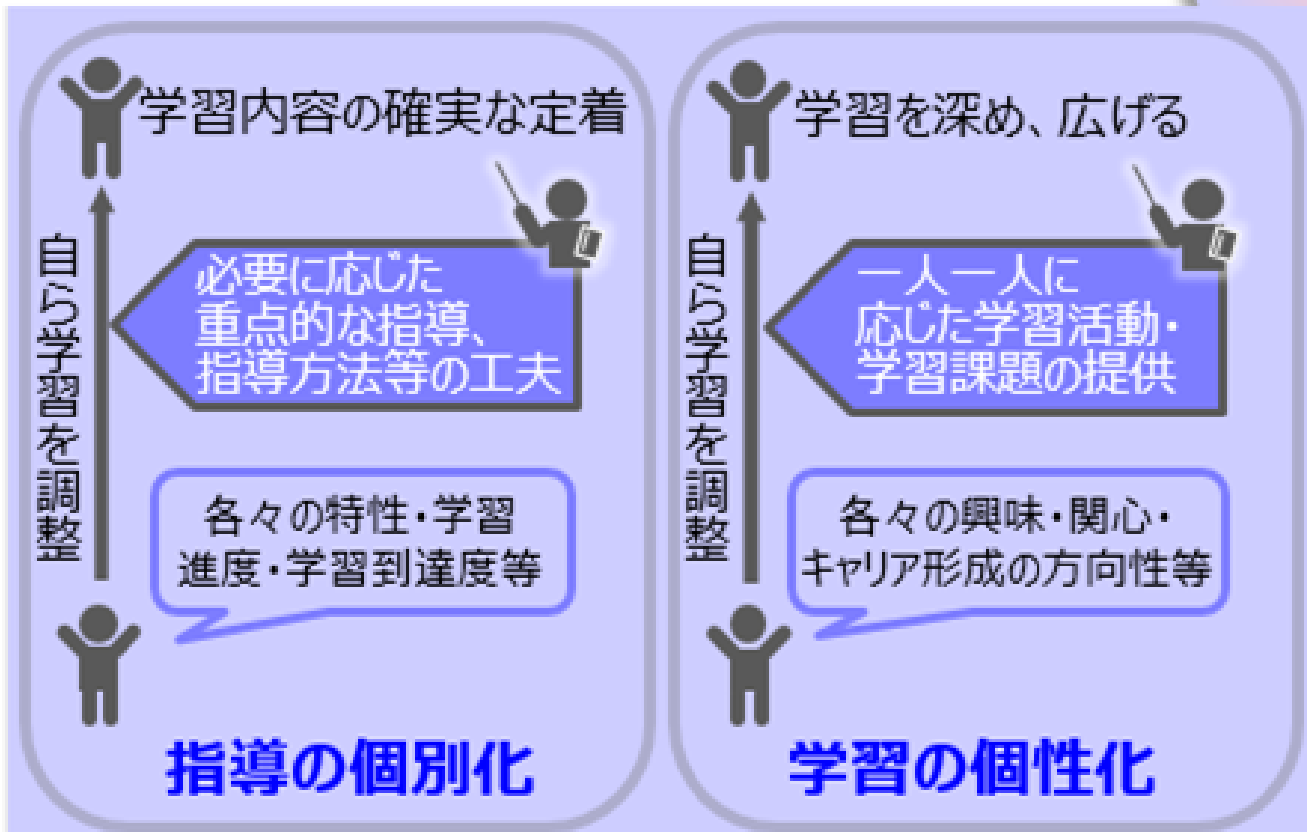 学習内容の確実な定着
自ら学習を調整
必要に応じた
重点的な指導、
指導方法等の工夫
各々の特性・学習
進度・学習到達度等
指導の個別化
学習を深め、広げる
自ら学習を調整
一人一人に
応じた学習活動・
学習課題の提供
各々の興味・関心・
キャリア形成の方向性等
学習の個性化